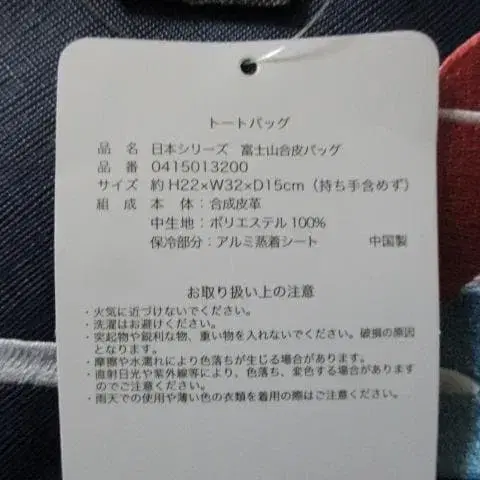 トートバッグ
品 名 日本シリーズ 富士山合皮バッグ
品 番 0415013200
サイズ 約 H22×W32×D15cm（持ち手含めず）
組 成 本 体：合成皮革
中生地：ポリエステル 100%
保冷部分：アルミ蒸着シート 中国製
お取り扱い上の注意
・火気に近づけないでください。
・洗濯はお避けください。
・突起物や鋭利な物、重い物を入れないでください。破損の原因
となります。
・摩擦や水濡れにより色落ちが生じる場合があります。
・直射日光や紫外線等により、色落ち、変色する場合があります
のでご注意ください。
・雨天での使用や薄い色の衣類を着用の際はご注意ください。